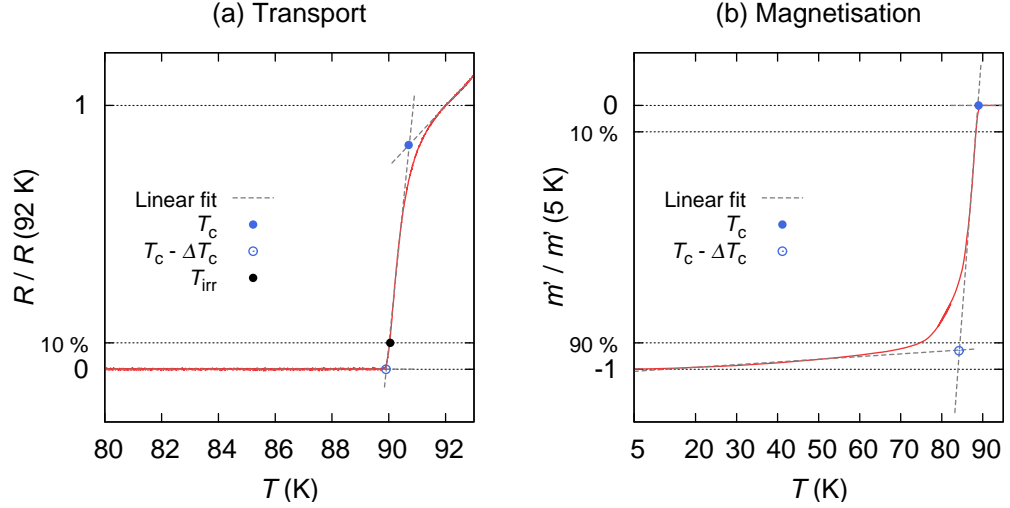 (a) Transport
1
10 %
0
R / R (92 K)
Linear fit
Tc
Tc - ΔTc
Tirr
80 82 84 86 88 90 92
T (K)
(b) Magnetisation
0
10 %
90 %
-1
m' / m' (5 K)
Linear fit
Tc
Tc - ΔTc
5 20 30 40 50 60 70 80 90
T (K)